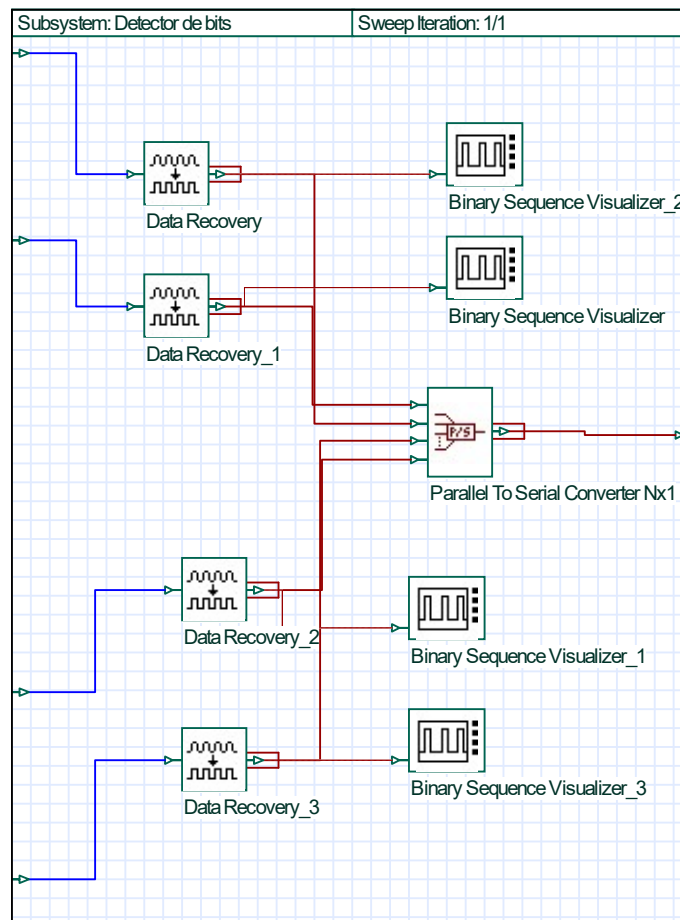 Subsystem: Detector de bits
Sweep Iteration: 1/1
Data Recovery
Binary Sequence Visualizer_2
Data Recovery_1
Binary Sequence Visualizer
P/S
Parallel To Serial Converter Nx1
Data Recovery_2
Binary Sequence Visualizer_1
Data Recovery_3
Binary Sequence Visualizer_3